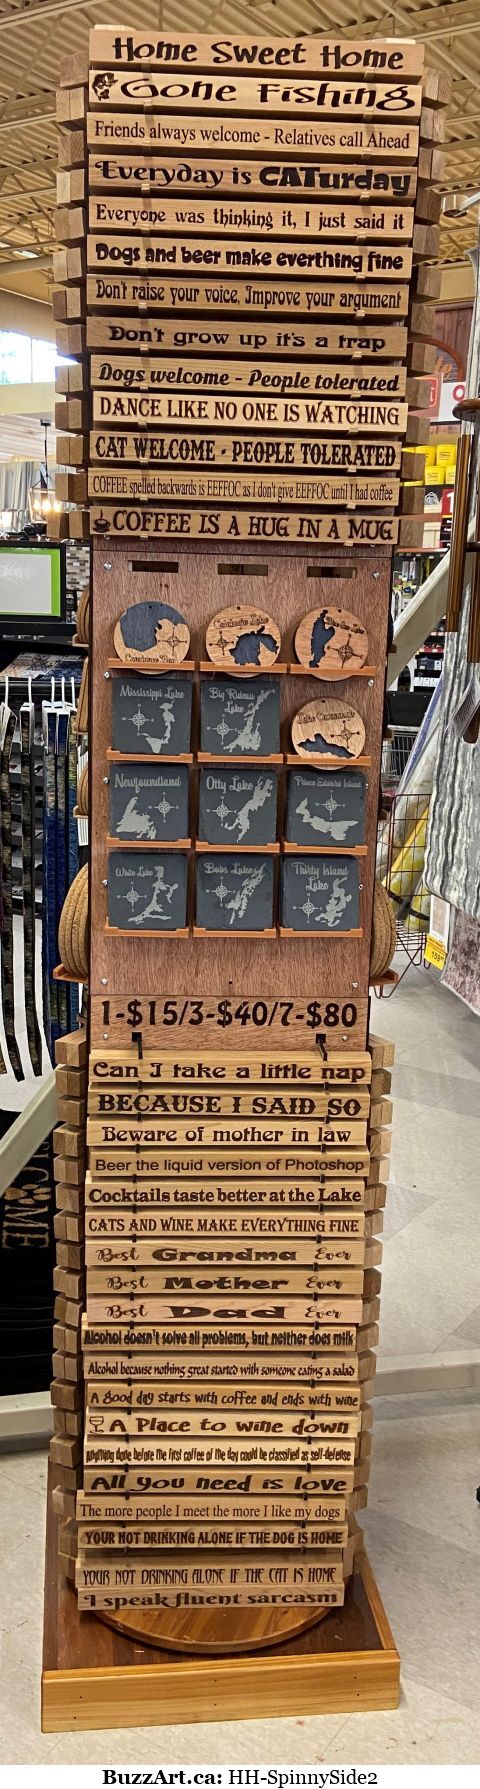 Home Sweet Home
Gone Fishing
Friends always welcome - Relatives call Ahead
Everyday is CATurday
Everyone was thinking it, I just said it
Dogs and beer make everthing fine
Don't raise your voice, Improve your argument
Don't grow up it's a trap
Dogs welcome - People tolerated
DANCE LIKE NO ONE IS WATCHING
CAT WELCOME - PEOPLE TOLERATED
COFFEE spelled backwards is EEFFOC as I don't give EEFFOC until I had coffee
COFFEE IS A HUG IN A MUG
Mississippi Lake
Big Rideau Lake
Newfoundland
Otty Lake
Prince Edward Island
White Lake
Bobs Lake
Thirty Island Lake
1-$15/3-$40/7-$80
Can I take a little nap
BECAUSE I SAID SO
Beware of mother in law
Beer the liquid version of Photoshop
Cocktails taste better at the Lake
CATS AND WINE MAKE EVERYTHING FINE
Best Grandma Ever
Best Mother Ever
Best Dad Ever
Alcohol doesn't solve all problems, but neither does milk
Alcohol because nothing great started with someone eating a salad
A good day starts with coffee and ends with wine
A Place to wine down
Anything done before the first coffee of the day could be classified as self-defense
All you need is love
The more people I meet the more I like my dogs
YOUR NOT DRINKING ALONE IF THE DOG IS HOME
YOUR NOT DRINKING ALONE IF THE CAT IS HOME
I speak fluent sarcasm
BuzzArt.ca: HH-SpinnySide2